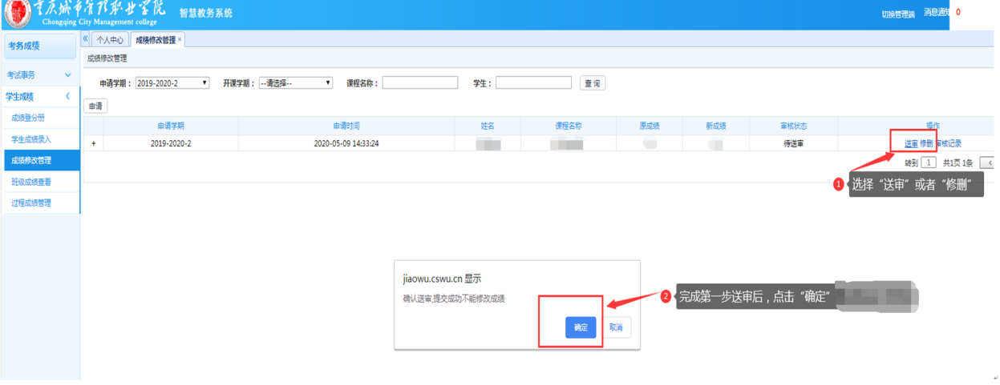 重庆城市管理职业学院 智慧教务系统 切换管理端 消息通知 0
Chongqing City Management college
考务成绩
« 个人中心 成绩修改管理 ×
成绩修改管理
考试事务
学生成绩
成绩登分册
学生成绩录入
成绩修改管理
班级成绩查看
过程成绩管理
申请学期: 2019-2020-2 开课学期: --请选择-- 课程名称: 学生: 查 询
申请
申请学期 申请时间 姓名 课程名称 原成绩 新成绩 审核状态 操作
+ 2019-2020-2 2020-05-09 14:33:24 待送审 送审 修删 审核记录
转到 1 共1页 1条 <
1 选择“送审”或者“修删”
jiaowu.cswu.cn 显示
确认送审,提交成功不能修改成绩
确定 取消
2 完成第一步送审后，点击“确定”